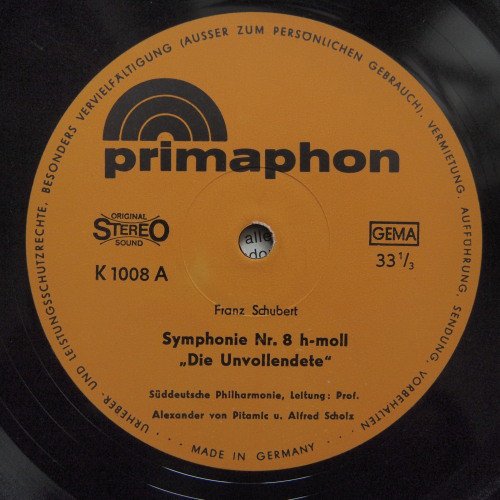 URHEBER- UND LEISTUNGSSCHUTZRECHTE, BESONDERS VERVIELFÄLTIGUNG (AUSSER ZUM PERSÖNLICHEN GEBRAUCH), VERMIETUNG, AUFFÜHRUNG, SENDUNG, VORBEHALTEN
primaphon
ORIGINAL
STEREO
SOUND
GEMA
K 1008 A
33 1/3
alle
do
Franz Schubert
Symphonie Nr. 8 h-moll
„Die Unvollendete“
Süddeutsche Philharmonie, Leitung: Prof.
Alexander von Pitamic u. Alfred Scholz
... MADE IN GERMANY ...